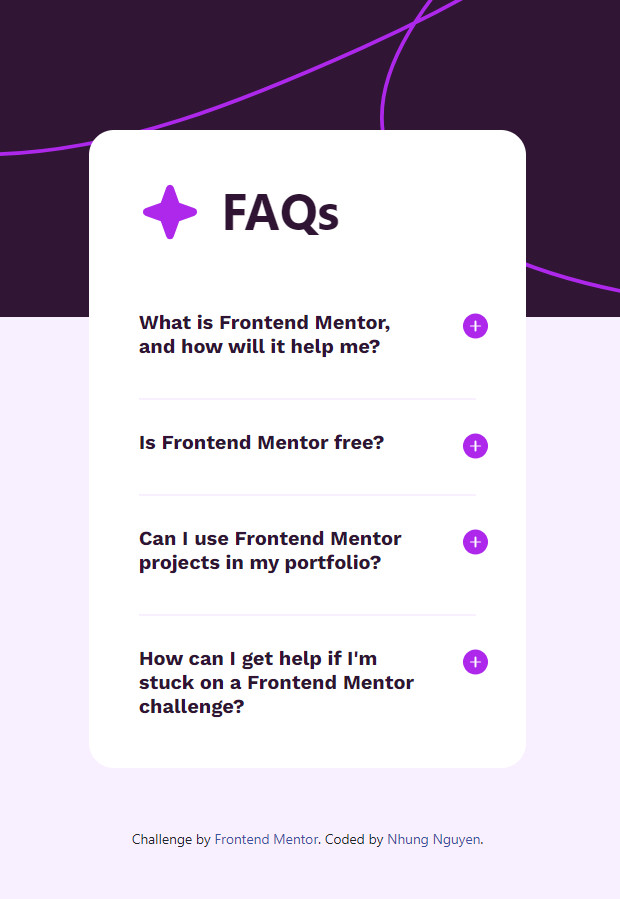 FAQs
What is Frontend Mentor,
and how will it help me?
Is Frontend Mentor free?
Can I use Frontend Mentor
projects in my portfolio?
How can I get help if I'm
stuck on a Frontend Mentor
challenge?
Challenge by Frontend Mentor. Coded by Nhung Nguyen.